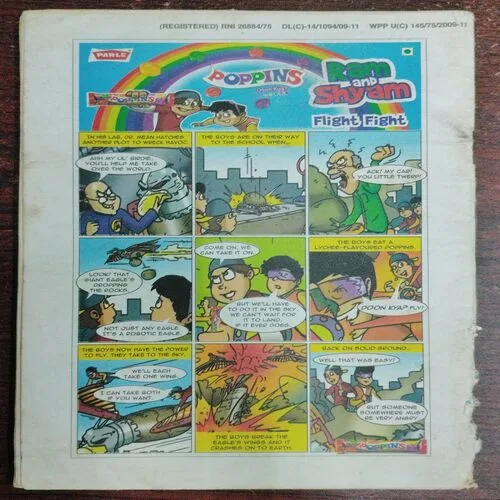 (REGISTERED) RNI 26884/75 DL(C)-14/1094/09-11 WPP U(C) 145/75/2009-11
PARLE
POPPINS
Ram
AND
Shyam
Flight Fight
POPPINS
IN HIS LAB, DR. MEAN HATCHES
ANOTHER PLOT TO WRECK HAVOC.
AHH MY LIL' BIRDIE,
YOU'LL HELP ME TAKE
OVER THE WORLD.
THE BOYS ARE ON THEIR WAY
TO THE SCHOOL WHEN...
ACK! MY CAR!
YOU LITTLE TWERP!
LOOK! THAT
GIANT EAGLE'S
DROPPING
THE ROCKS.
NOT JUST ANY EAGLE.
IT'S A ROBOTIC EAGLE.
COME ON, WE
CAN TAKE IT ON.
BUT WE'LL HAVE
TO DO IT IN THE SKY.
WE CAN'T WAIT FOR
IT TO LAND.
IF IT EVER DOES.
THE BOYS EAT A
LYCHEE-FLAVOURED POPPINS.
DOON KYA? FLY!
THE BOYS NOW HAVE THE POWER
TO FLY. THEY TAKE TO THE SKY.
WE'LL EACH
TAKE ONE WING.
I CAN TAKE BOTH
IF YOU WANT.
THE BOYS BREAK THE
EAGLE'S WINGS AND IT
CRASHES ON TO EARTH.
BACK ON SOLID GROUND...
WELL THAT WAS EASY?
BUT SOMEONE
SOMEWHERE MUST
BE VERY ANGRY
POPPINS